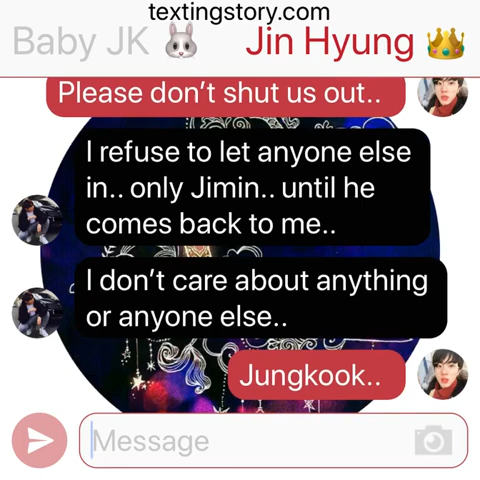 textingstory.com
Baby JK 🐰 Jin Hyung 👑
Please don't shut us out..
I refuse to let anyone else
in.. only Jimin.. until he
comes back to me..
I don't care about anything
or anyone else..
Jungkook..
Message